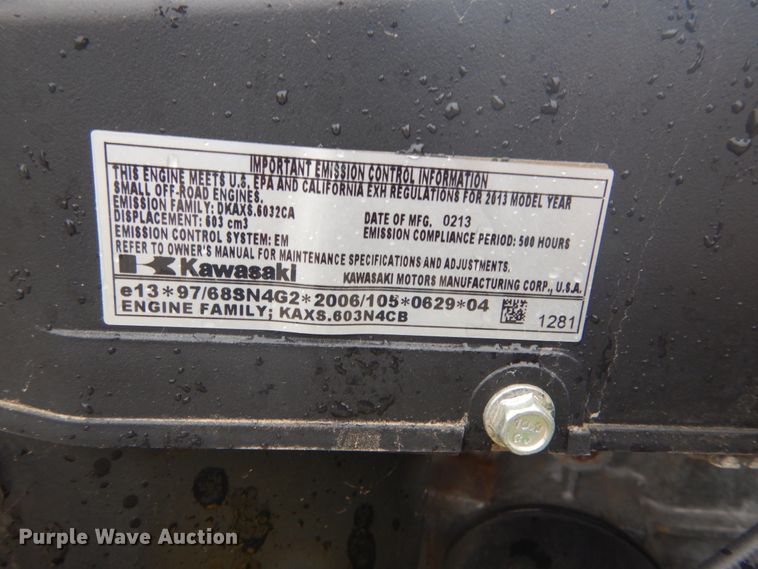 IMPORTANT EMISSION CONTROL INFORMATION
THIS ENGINE MEETS U.S. EPA AND CALIFORNIA EXH REGULATIONS FOR 2013 MODEL YEAR
SMALL OFF-ROAD ENGINES.
EMISSION FAMILY: DKAXS.6032CA DATE OF MFG. 0213
DISPLACEMENT: 603 cm3 EMISSION COMPLIANCE PERIOD: 500 HOURS
EMISSION CONTROL SYSTEM: EM
REFER TO OWNER'S MANUAL FOR MAINTENANCE SPECIFICATIONS AND ADJUSTMENTS.
Kawasaki KAWASAKI MOTORS MANUFACTURING CORP., U.S.A.
e13*97/68SN4G2*2006/105*0629*04
ENGINE FAMILY; KAXS.603N4CB 1281
Purple Wave Auction
Purple Wave Auction